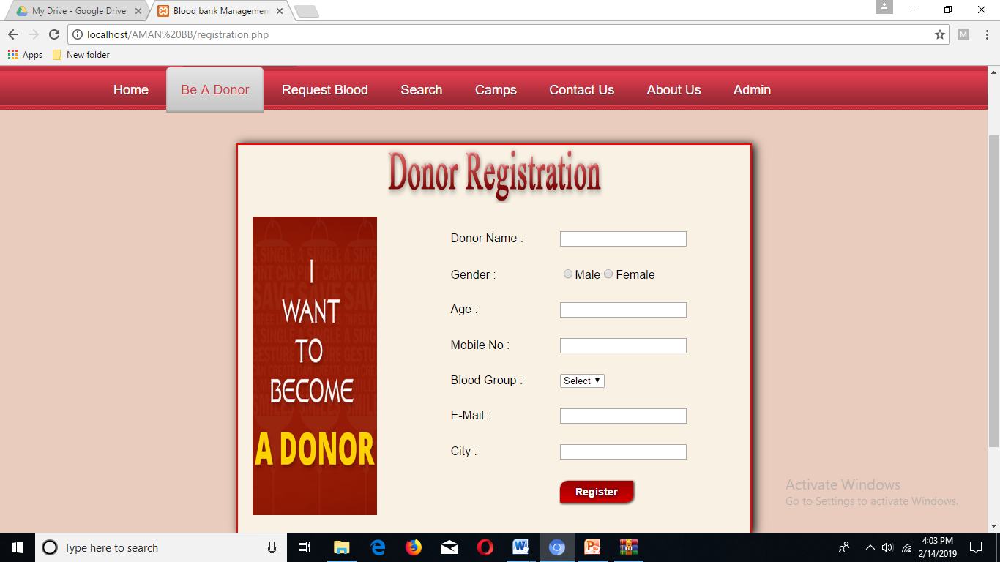 My Drive - Google Drive
Blood bank Managemen
localhost/AMAN%20BB/registration.php
M
Apps
New folder
Home
Be A Donor
Request Blood
Search
Camps
Contact Us
About Us
Admin
Donor Registration
I
WANT
TO
BECOME
A DONOR
Donor Name :
Gender :
Male
Female
Age :
Mobile No :
Blood Group :
Select
E-Mail :
City :
Register
Activate Windows
Go to Settings to activate Windows.
Type here to search
4:03 PM
2/14/2019